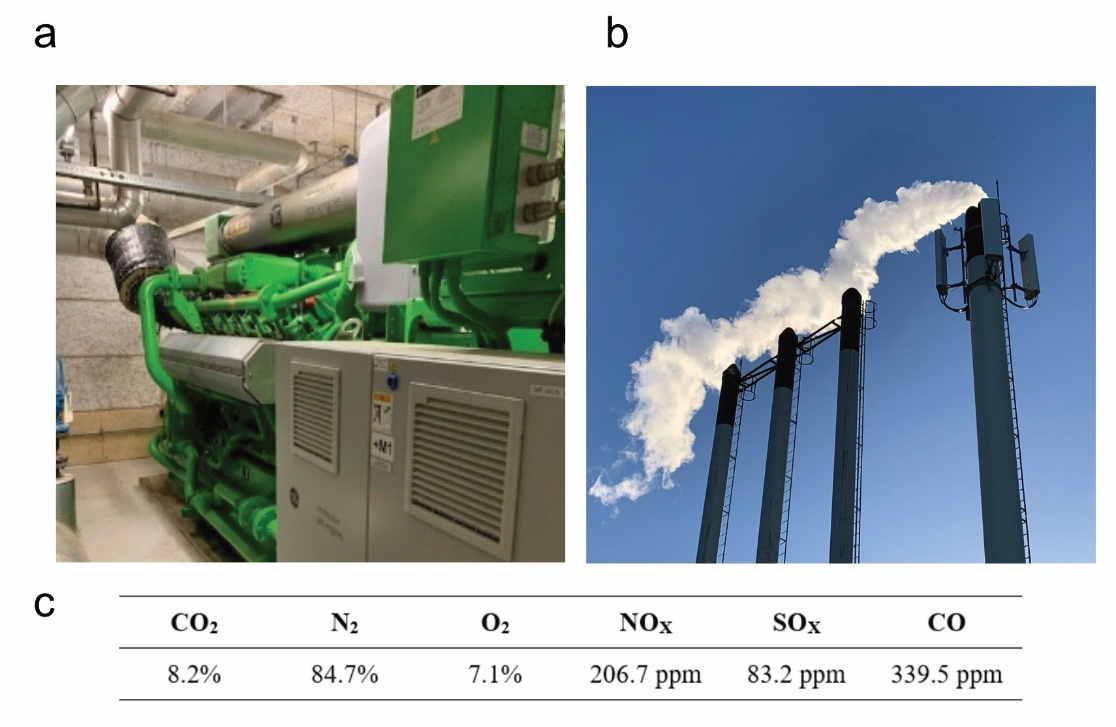 a
b
+M1
c
CO₂ N₂ O₂ NOₓ SOₓ CO
8.2% 84.7% 7.1% 206.7 ppm 83.2 ppm 339.5 ppm